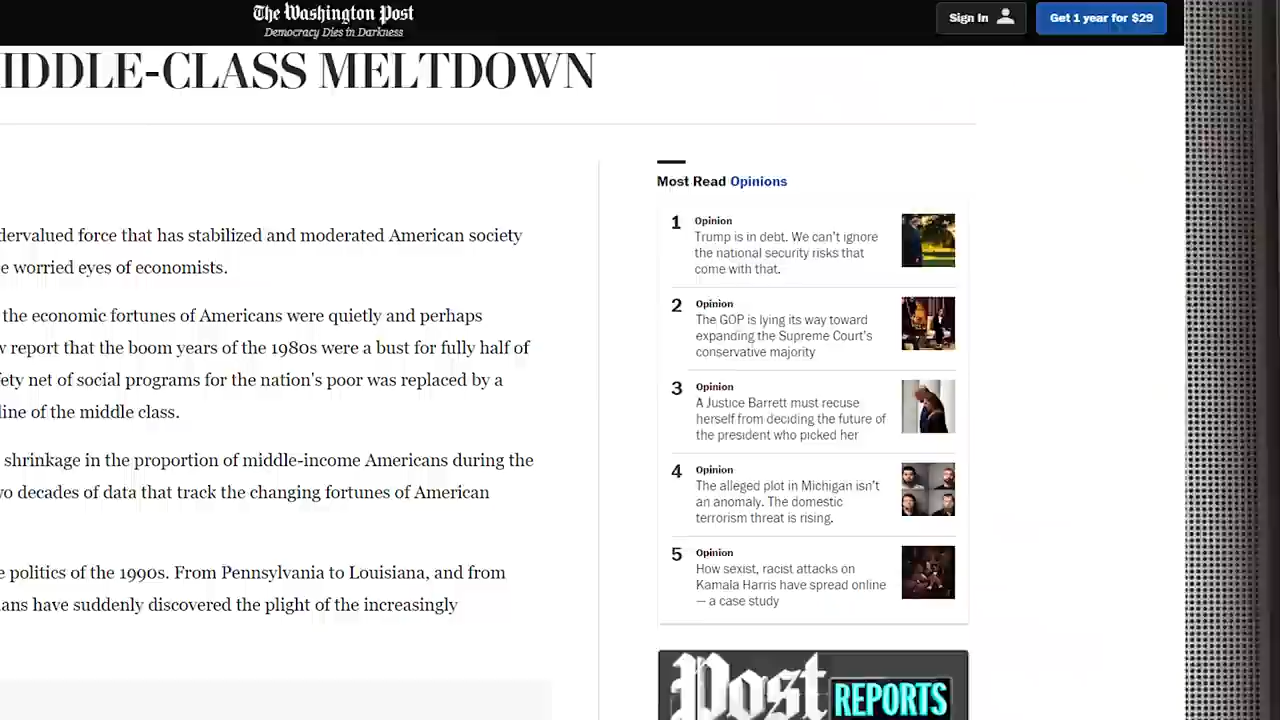 The Washington Post
Democracy Dies in Darkness
Sign In
Get 1 year for $29
IDDLE-CLASS MELTDOWN
dervalued force that has stabilized and moderated American society
e worried eyes of economists.
the economic fortunes of Americans were quietly and perhaps
w report that the boom years of the 1980s were a bust for fully half of
fety net of social programs for the nation's poor was replaced by a
line of the middle class.
shrinkage in the proportion of middle-income Americans during the
wo decades of data that track the changing fortunes of American
e politics of the 1990s. From Pennsylvania to Louisiana, and from
ians have suddenly discovered the plight of the increasingly
Most Read Opinions
1 Opinion
Trump is in debt. We can't ignore
the national security risks that
come with that.
2 Opinion
The GOP is lying its way toward
expanding the Supreme Court's
conservative majority
3 Opinion
A Justice Barrett must recuse
herself from deciding the future of
the president who picked her
4 Opinion
The alleged plot in Michigan isn't
an anomaly. The domestic
terrorism threat is rising.
5 Opinion
How sexist, racist attacks on
Kamala Harris have spread online
— a case study
Post REPORTS